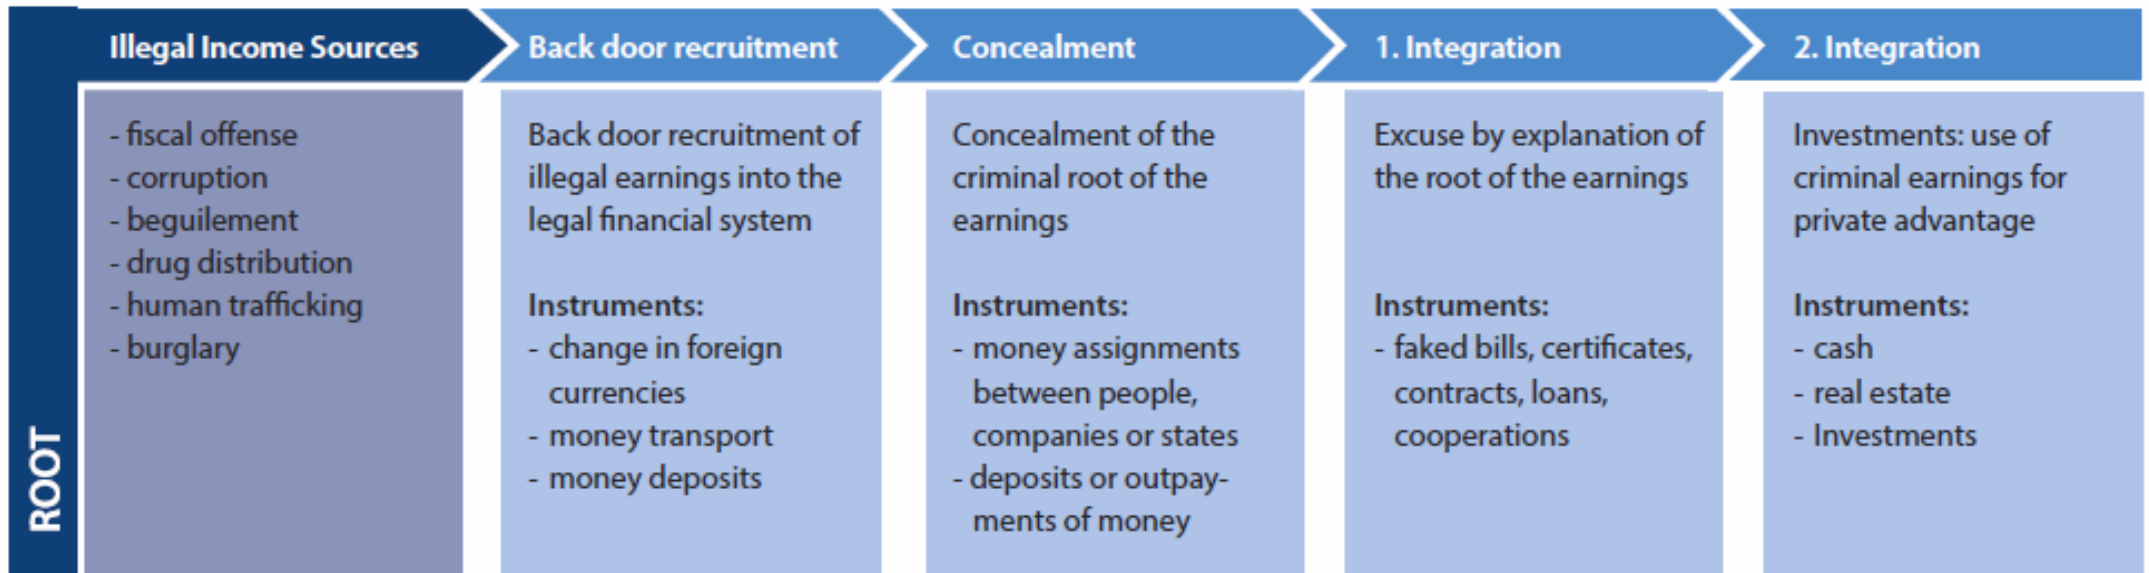 ROOT
Illegal Income Sources
- fiscal offense
- corruption
- beguilement
- drug distribution
- human trafficking
- burglary
Back door recruitment
Back door recruitment of
illegal earnings into the
legal financial system
Instruments:
- change in foreign
currencies
- money transport
- money deposits
Concealment
Concealment of the
criminal root of the
earnings
Instruments:
- money assignments
between people,
companies or states
- deposits or outpay-
ments of money
1. Integration
Excuse by explanation of
the root of the earnings
Instruments:
- faked bills, certificates,
contracts, loans,
cooperations
2. Integration
Investments: use of
criminal earnings for
private advantage
Instruments:
- cash
- real estate
- Investments